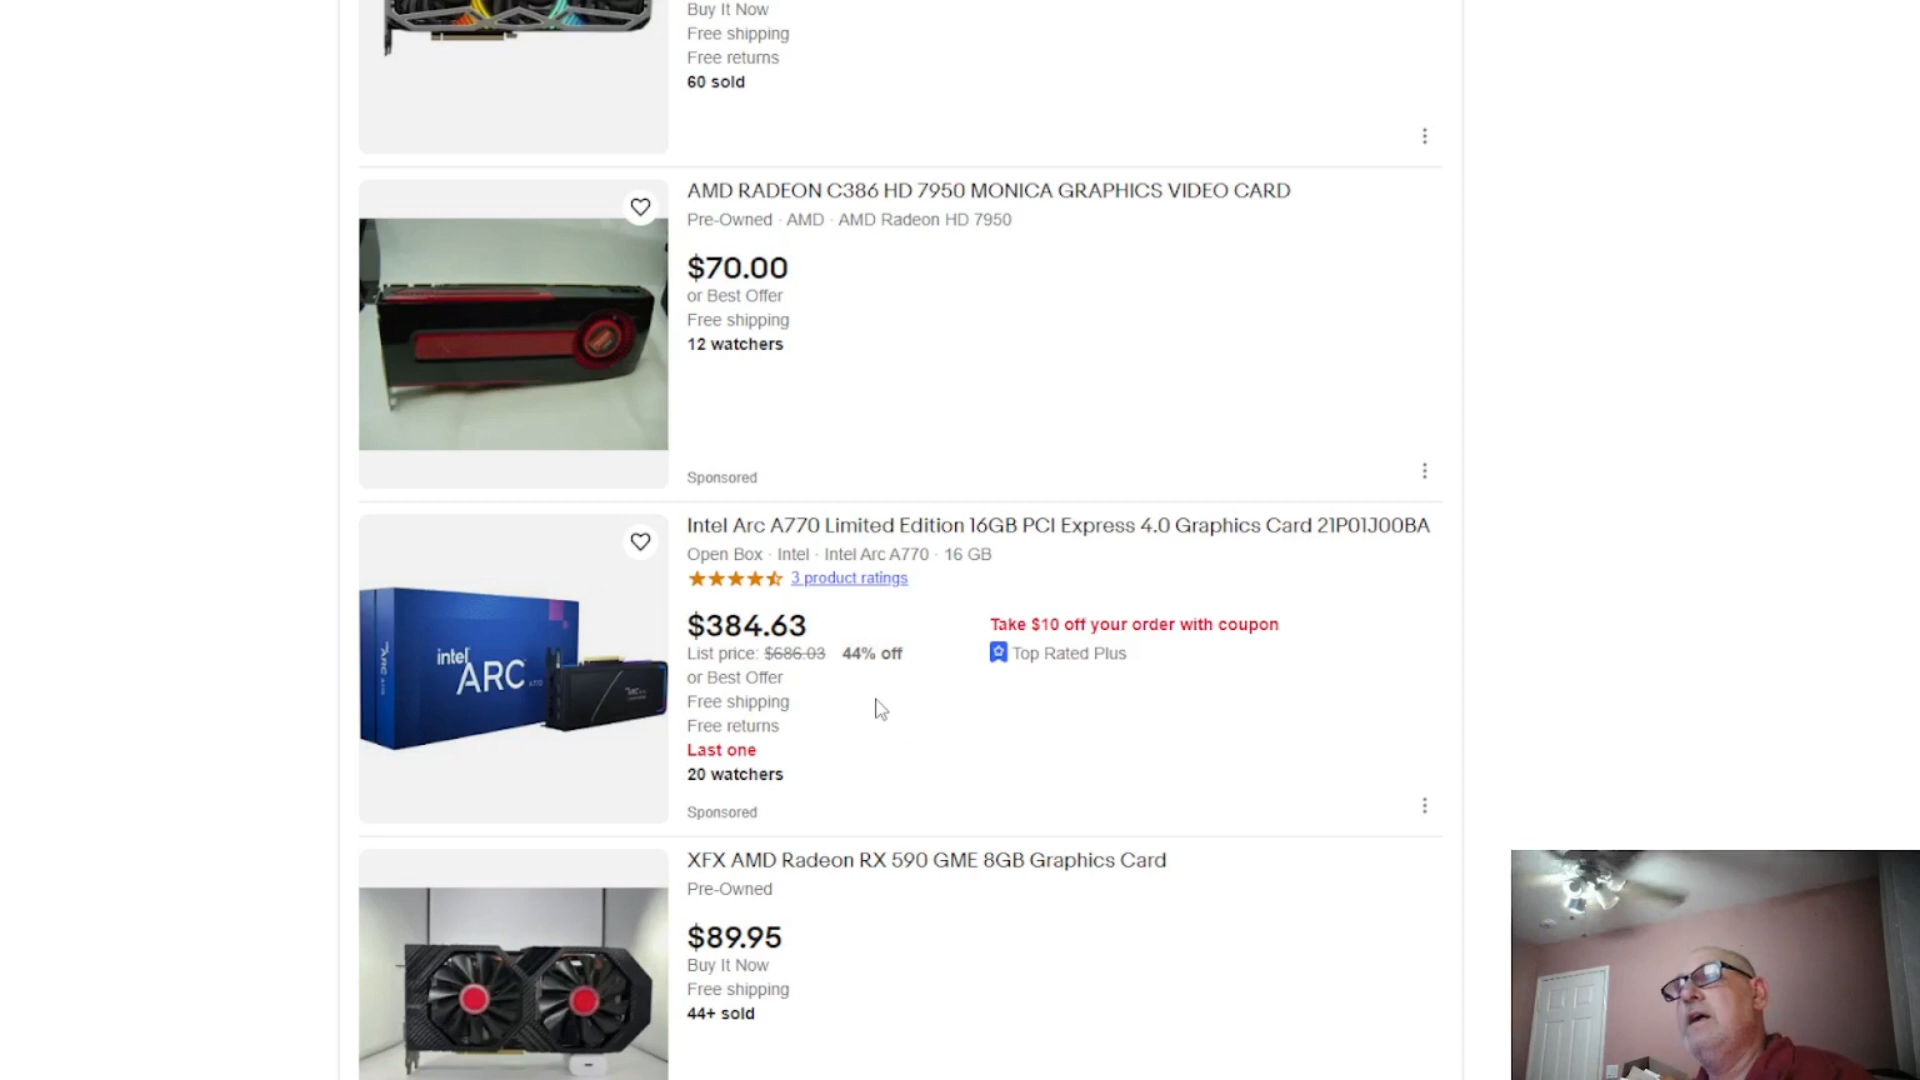 Buy It Now
Free shipping
Free returns
60 sold
AMD RADEON C386 HD 7950 MONICA GRAPHICS VIDEO CARD
Pre-Owned · AMD · AMD Radeon HD 7950
$70.00
or Best Offer
Free shipping
12 watchers
Sponsored
Intel Arc A770 Limited Edition 16GB PCI Express 4.0 Graphics Card 21P01J00BA
Open Box · Intel · Intel Arc A770 · 16 GB
3 product ratings
$384.63
Take $10 off your order with coupon
List price: $686.03 44% off
Top Rated Plus
or Best Offer
Free shipping
Free returns
Last one
20 watchers
Sponsored
intel
ARC
XFX AMD Radeon RX 590 GME 8GB Graphics Card
Pre-Owned
$89.95
Buy It Now
Free shipping
44+ sold